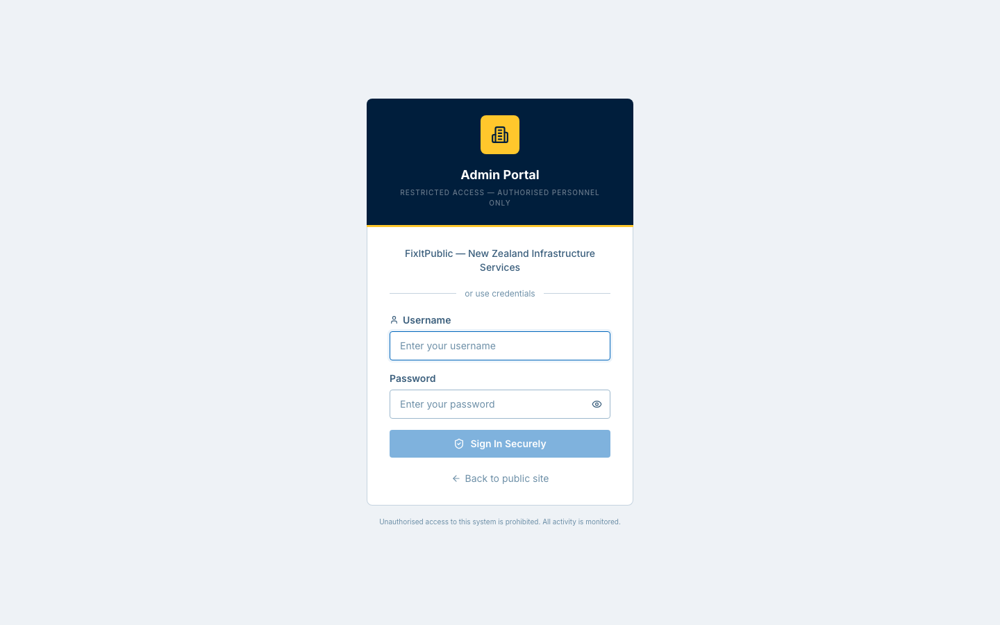 Admin Portal
RESTRICTED ACCESS — AUTHORISED PERSONNEL
ONLY
FixItPublic — New Zealand Infrastructure
Services
or use credentials
Username
Enter your username
Password
Enter your password
Sign In Securely
Back to public site
Unauthorised access to this system is prohibited. All activity is monitored.